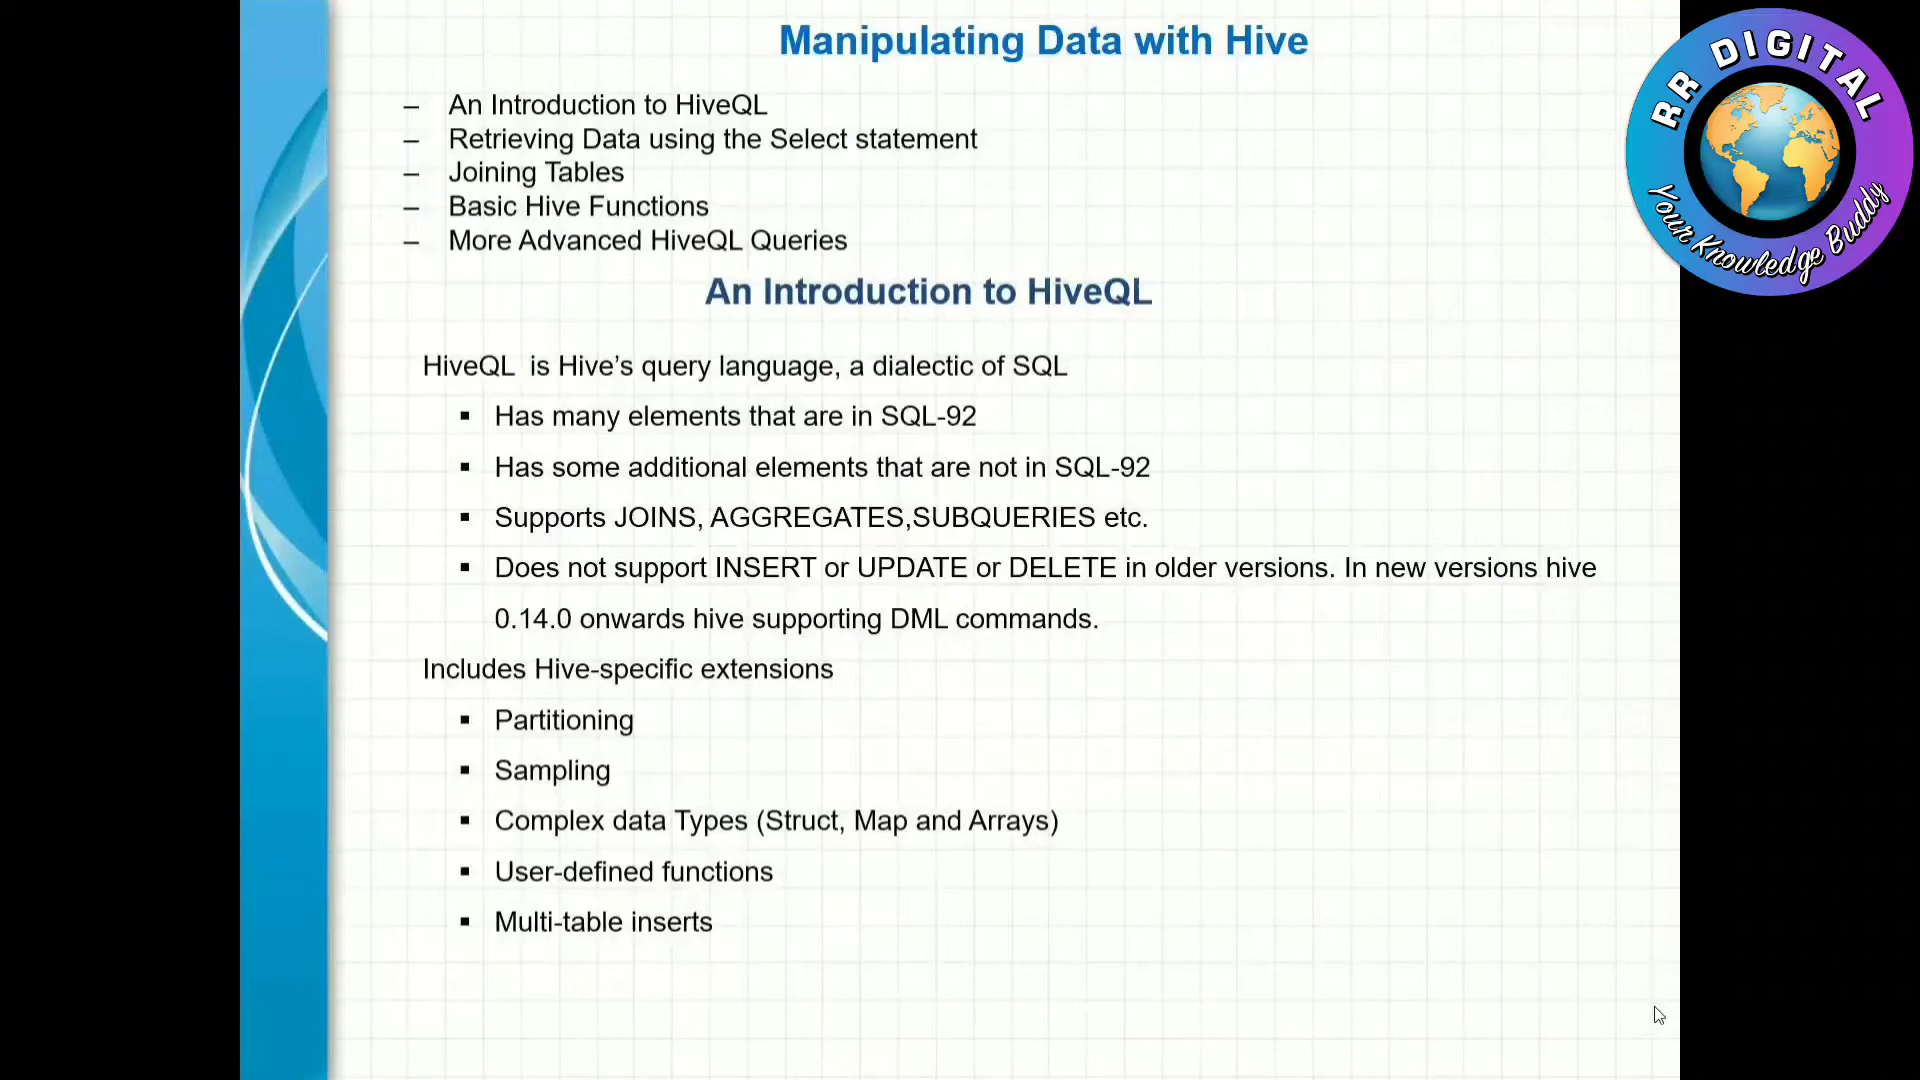 Manipulating Data with Hive
– An Introduction to HiveQL
– Retrieving Data using the Select statement
– Joining Tables
– Basic Hive Functions
– More Advanced HiveQL Queries
An Introduction to HiveQL
HiveQL is Hive’s query language, a dialectic of SQL
▪ Has many elements that are in SQL-92
▪ Has some additional elements that are not in SQL-92
▪ Supports JOINS, AGGREGATES,SUBQUERIES etc.
▪ Does not support INSERT or UPDATE or DELETE in older versions. In new versions hive
0.14.0 onwards hive supporting DML commands.
Includes Hive-specific extensions
▪ Partitioning
▪ Sampling
▪ Complex data Types (Struct, Map and Arrays)
▪ User-defined functions
▪ Multi-table inserts
RR DIGITAL
Your Knowledge Buddy